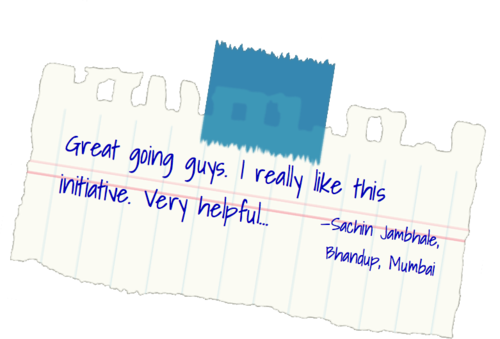 Great going guys. I really like this
initiative. Very helpful...
-Sachin Jambhale,
Bhandup, Mumbai